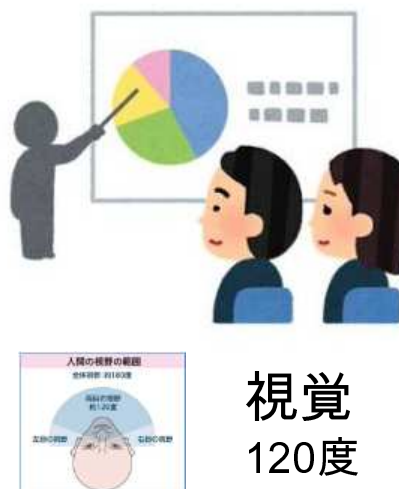 人間の視野の範囲
全体視野:約180度
両目の視野
約120度
左目の視野
右目の視野
視覚
120度